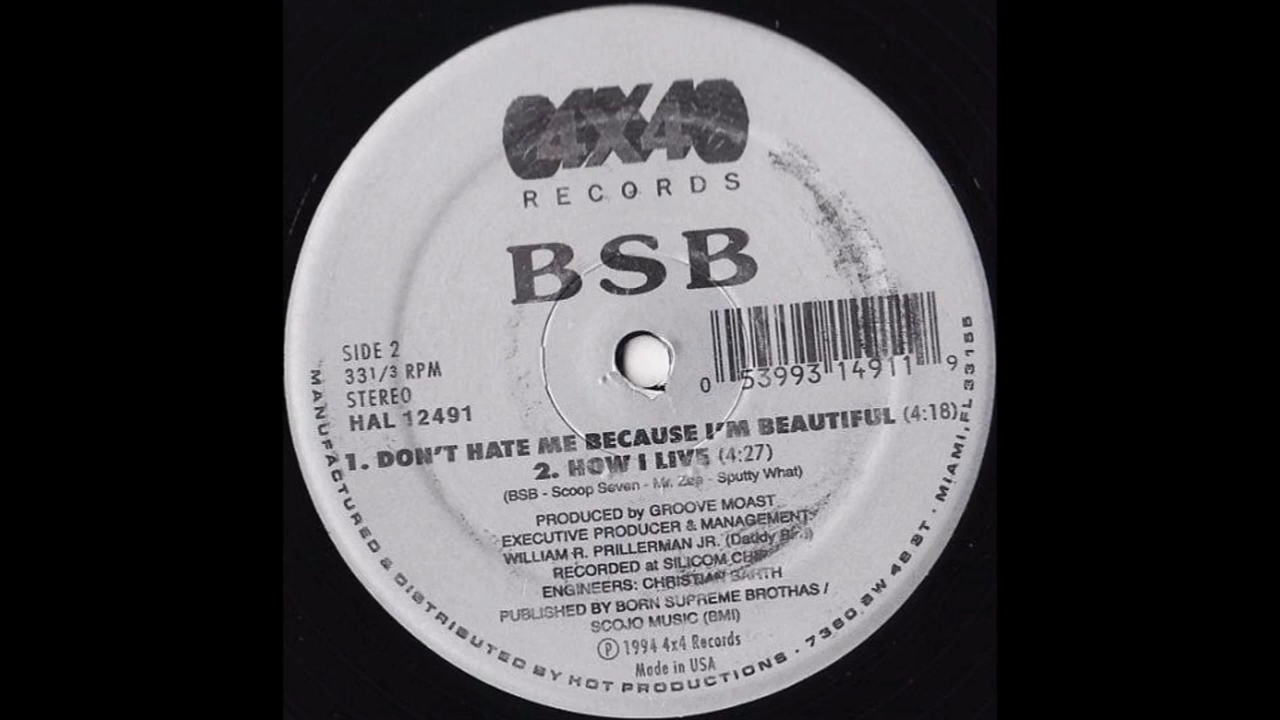 4X4
RECORDS
BSB
SIDE 2
33 1/3 RPM
STEREO
HAL 12491
0 53993 14911 9
1. DON'T HATE ME BECAUSE I'M BEAUTIFUL (4:18)
2. HOW I LIVE (4:27)
(BSB - Scoop Seven - Mr. Zee - Sputty What)
PRODUCED by GROOVE MOAST
EXECUTIVE PRODUCER & MANAGEMENT
WILLIAM R. PRILLERMAN JR. (Daddy
RECORDED at SILICOM CHIP
ENGINEERS: CHRISTIAN BARTH
PUBLISHED BY BORN SUPREME BROTHAS /
SCOJO MUSIC (BMI)
Ⓟ 1994 4x4 Records
Made in USA
MANUFACTURED & DISTRIBUTED BY HOT PRODUCTIONS · 7360 SW 48 ST · MIAMI, FL 33155